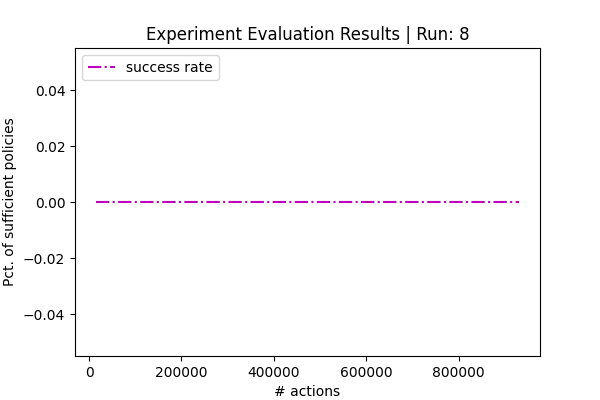 Experiment Evaluation Results | Run: 8
success rate
Pct. of sufficient policies
0.04
0.02
0.00
−0.02
−0.04
0 200000 400000 600000 800000
# actions